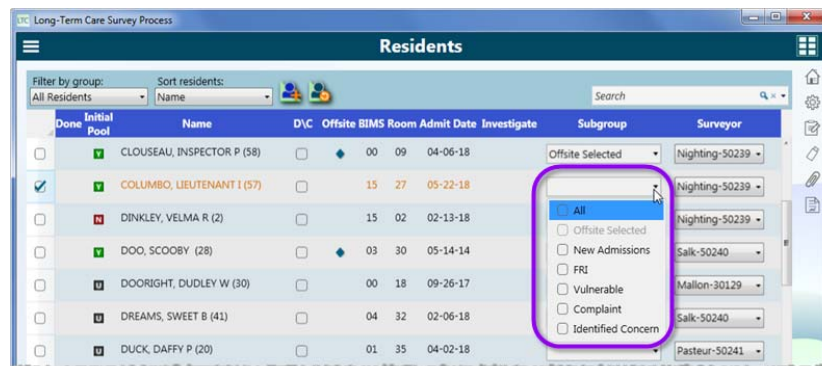 LTC Long-Term Care Survey Process
Residents
Filter by group: Sort residents:
All Residents Name Search
Done Initial Pool Name D\C Offsite BIMS Room Admit Date Investigate Subgroup Surveyor
Y CLOUSEAU, INSPECTOR P (58) 00 09 04-06-18 Offsite Selected Nighting-50239
Y COLUMBO, LIEUTENANT I (57) 15 27 05-22-18 Nighting-50239
N DINKLEY, VELMA R (2) 15 02 02-13-18 Nighting-50239
Y DOO, SCOOBY (28) 03 30 05-14-14 Salk-50240
U DOORIGHT, DUDLEY W (30) 00 18 09-26-17 Mallon-30129
U DREAMS, SWEET B (41) 04 32 02-06-18 Salk-50240
U DUCK, DAFFY P (20) 01 35 04-02-18 Pasteur-50241
All
Offsite Selected
New Admissions
FRI
Vulnerable
Complaint
Identified Concern